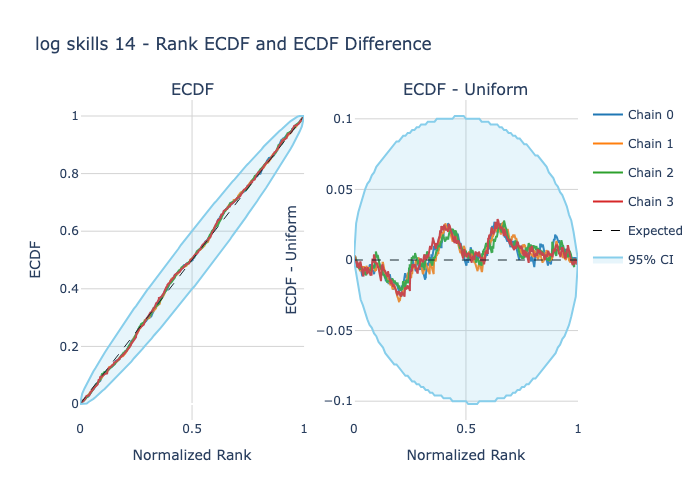 log skills 14 - Rank ECDF and ECDF Difference
ECDF
ECDF - Uniform
1
0.8
0.6
0.4
0.2
0
0
0.5
1
ECDF
Normalized Rank
0.1
0.05
0
−0.05
−0.1
0
0.5
1
ECDF - Uniform
Normalized Rank
Chain 0
Chain 1
Chain 2
Chain 3
Expected
95% CI